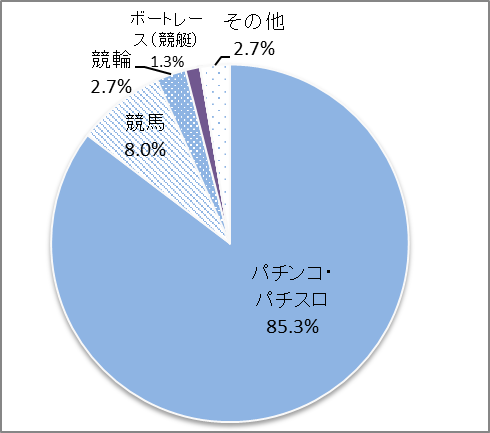 ボートレー
ス（競艇）
1.3%
その他
2.7%
競輪
2.7%
競馬
8.0%
パチンコ・
パチスロ
85.3%